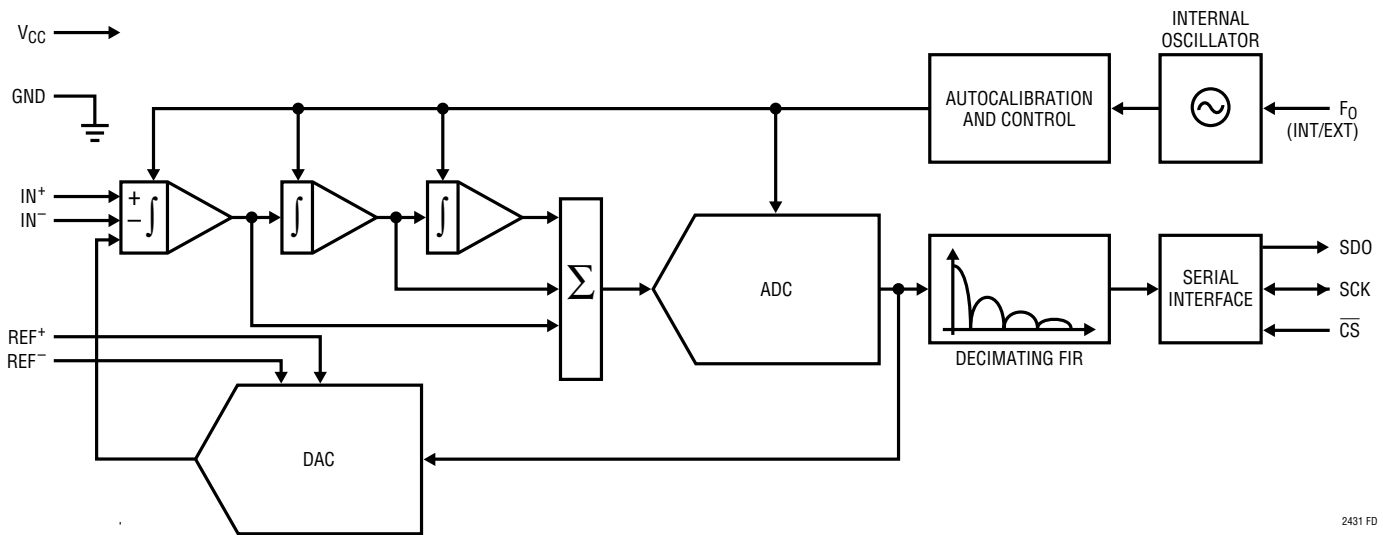 VCC
GND
IN+
IN−
REF+
REF−
+
−
∫
∫
∫
Σ
DAC
ADC
AUTOCALIBRATION
AND CONTROL
INTERNAL
OSCILLATOR
FO
(INT/EXT)
DECIMATING FIR
SERIAL
INTERFACE
SDO
SCK
CS
2431 FD